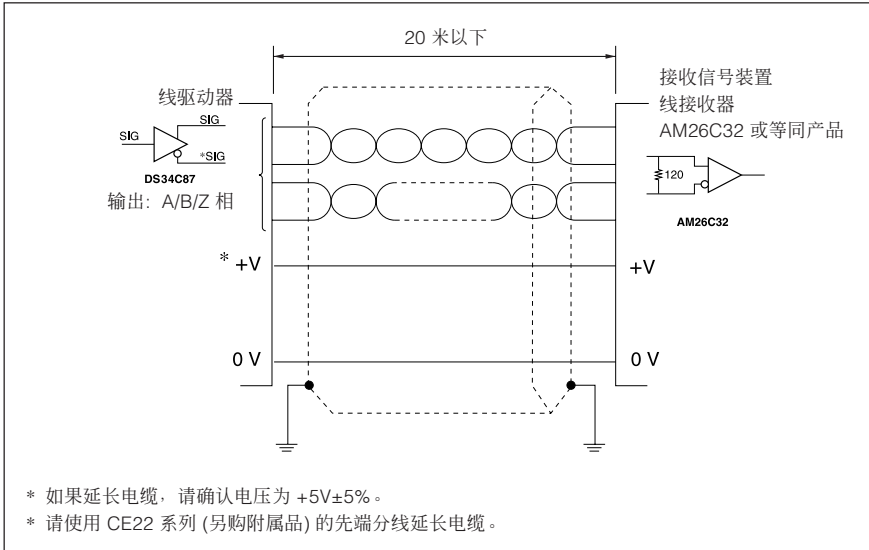 20 米以下
线驱动器
接收信号装置
线接收器
AM26C32 或等同产品
SIG
SIG
*SIG
DS34C87
输出: A/B/Z 相
120
AM26C32
* +V
+V
0 V
0 V
* 如果延长电缆，请确认电压为 +5V±5%。
* 请使用 CE22 系列 (另购附属品) 的先端分线延长电缆。